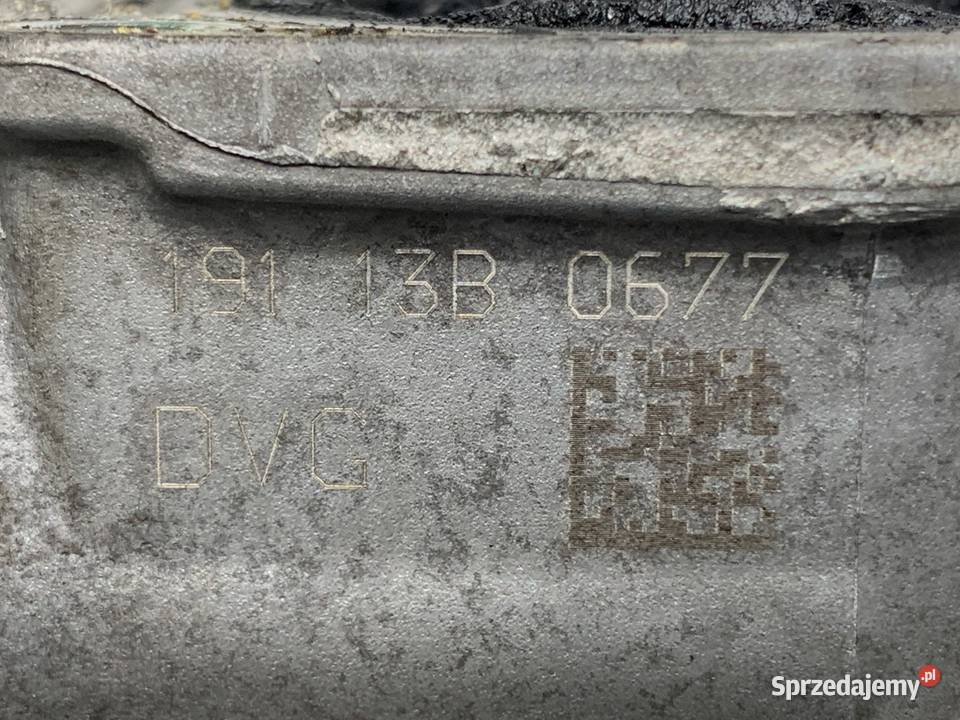 191 13B 0677
DVG
Sprzedajemy.pl